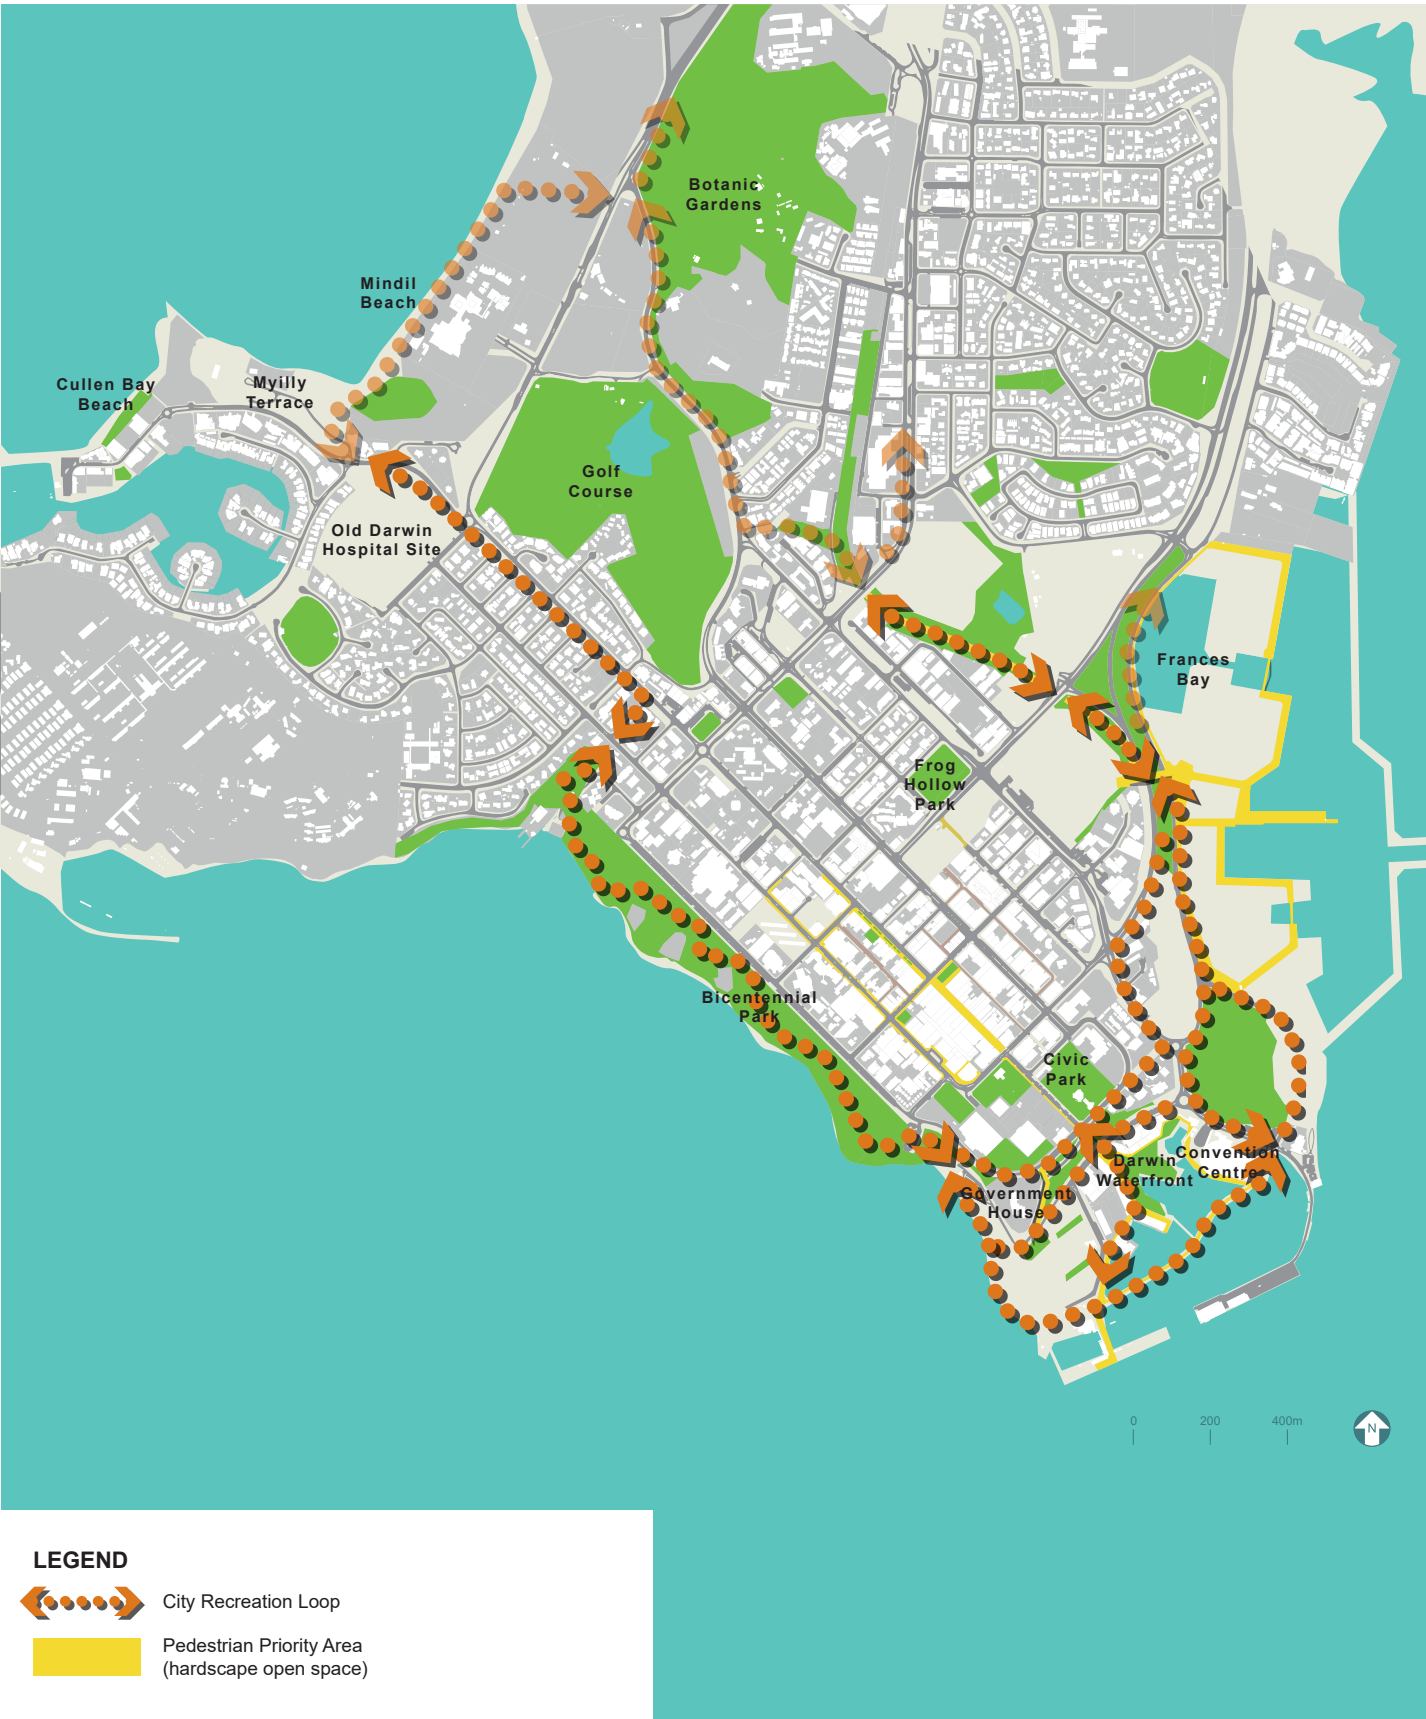 Botanic
Gardens
Mindil
Beach
Cullen Bay
Beach
Myilly
Terrace
Golf
Course
Old Darwin
Hospital Site
Frances
Bay
Frog
Hollow
Park
Bicentennial
Park
Civic
Park
Darwin
Waterfront
Convention
Centre
Government
House
0 200 400m
N
LEGEND
City Recreation Loop
Pedestrian Priority Area
(hardscape open space)